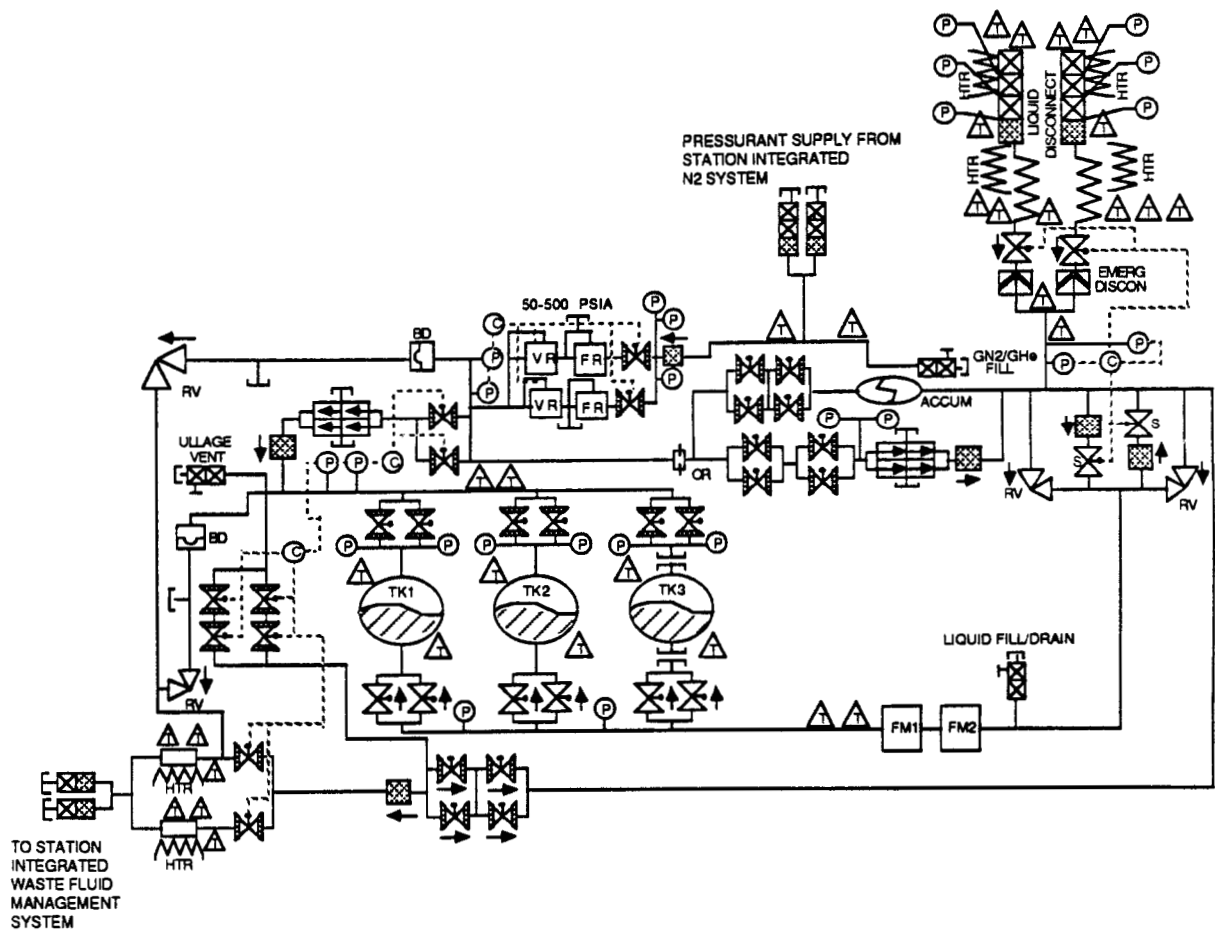 P
T
T
T
T
P
P
HTR
HTR
P
P
P
T
T
LIQUID
DISCONNECT
PRESSURANT SUPPLY FROM
STATION INTEGRATED
N2 SYSTEM
HTR
HTR
T
T
T
T
T
T
EMERG
DISCON
T
T
50-500 PSIA
P
P
C
T
T
BD
P
VR
FR
P
P
C
P
GN2/GHe
FILL
RV
P
VR
FR
ACCUM
ULLAGE
VENT
P
P
C
P
P
S
S
OR
RV
RV
T
T
BD
C
P
P
P
P
P
P
T
TK1
T
TK2
T
TK3
T
T
T
LIQUID FILL/DRAIN
RV
P
P
T
T
FM1
FM2
T
T
T
HTR
T
T
T
HTR
TO STATION
INTEGRATED
WASTE FLUID
MANAGEMENT
SYSTEM